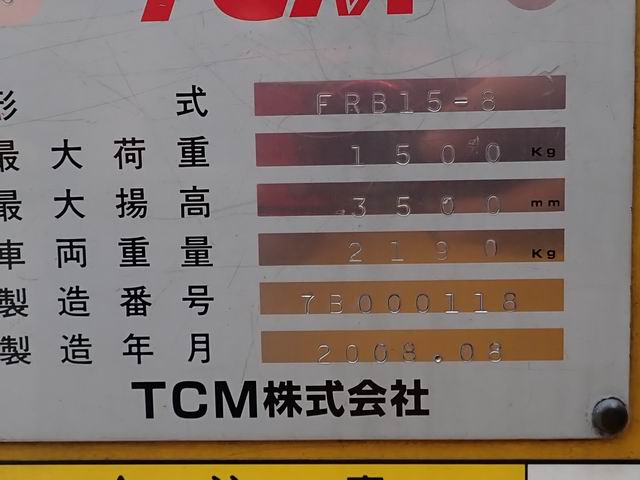 TCM
形式 FRB15-8
最大荷重 1500 Kg
最大揚高 3500 mm
車両重量 2190 Kg
製造番号 7B000118
製造年月 2008.08
TCM株式会社